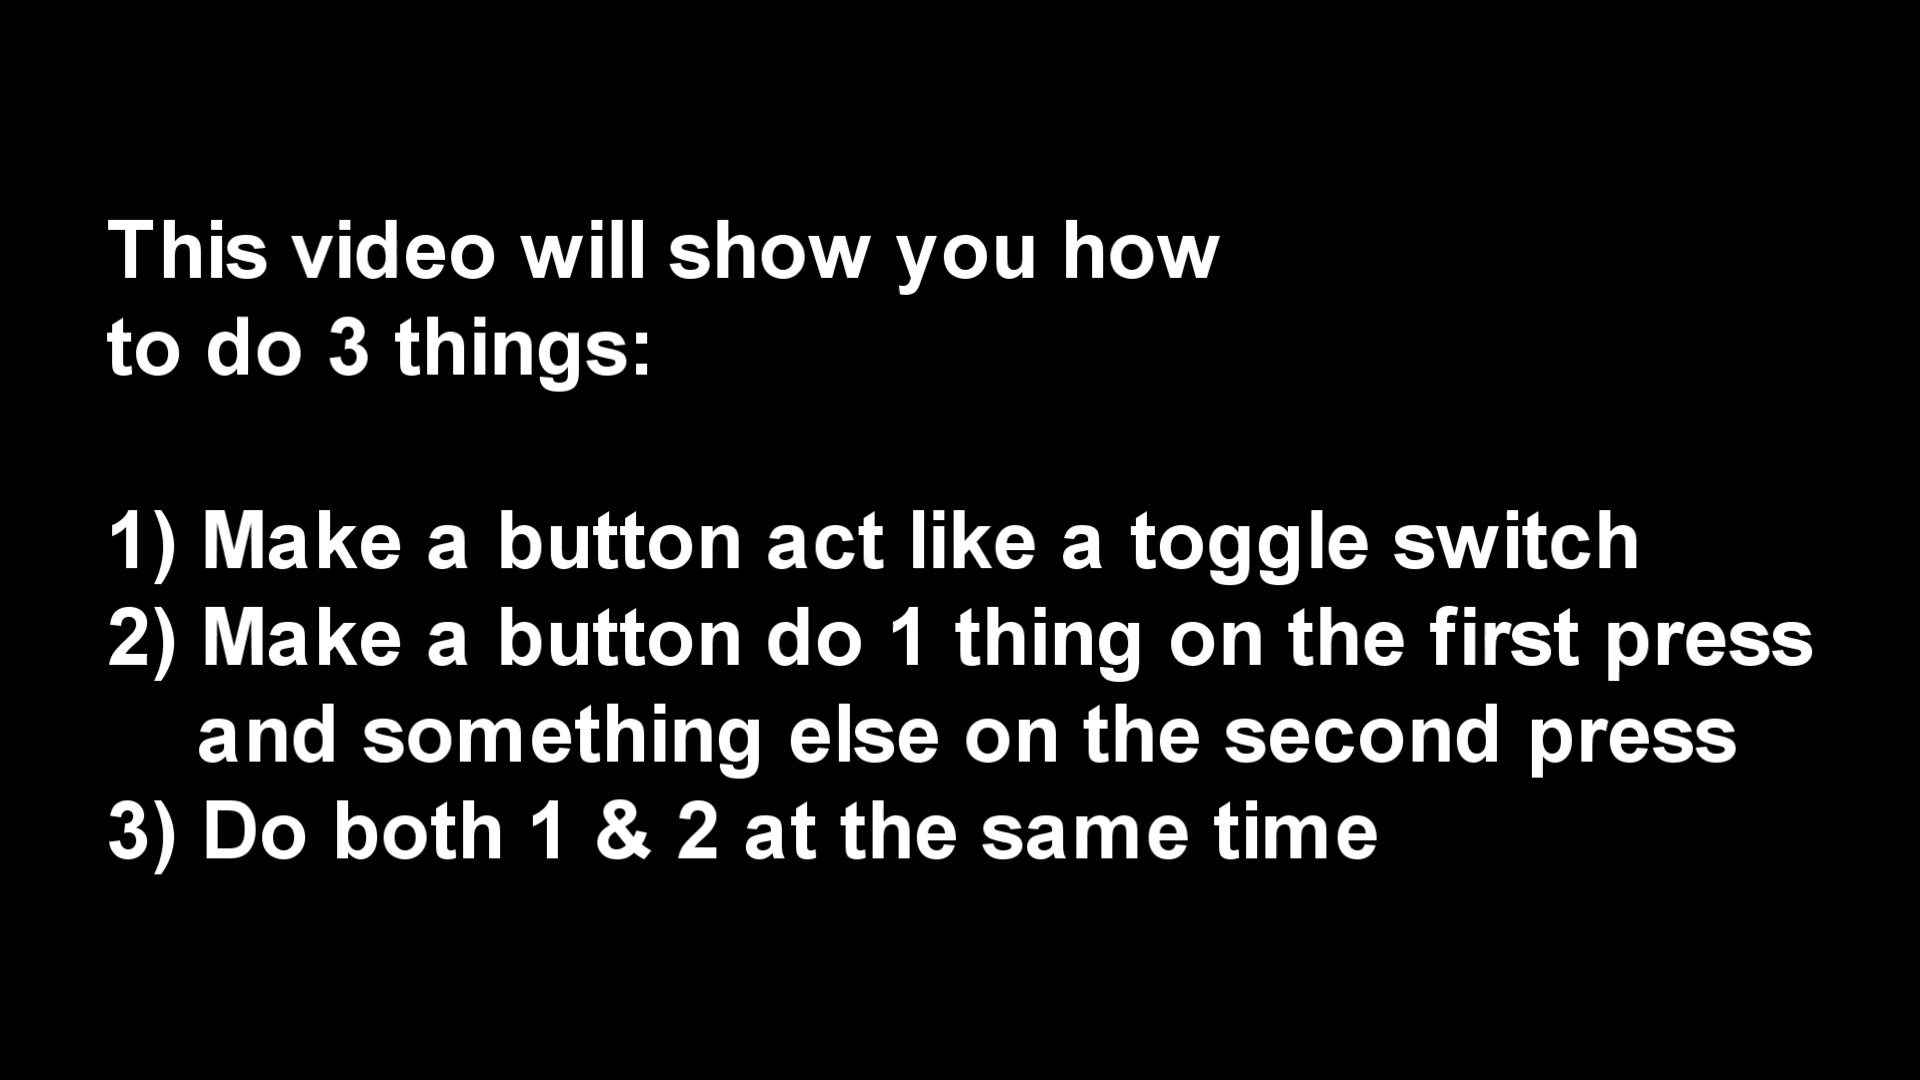 This video will show you how
to do 3 things:
1) Make a button act like a toggle switch
2) Make a button do 1 thing on the first press
and something else on the second press
3) Do both 1 & 2 at the same time